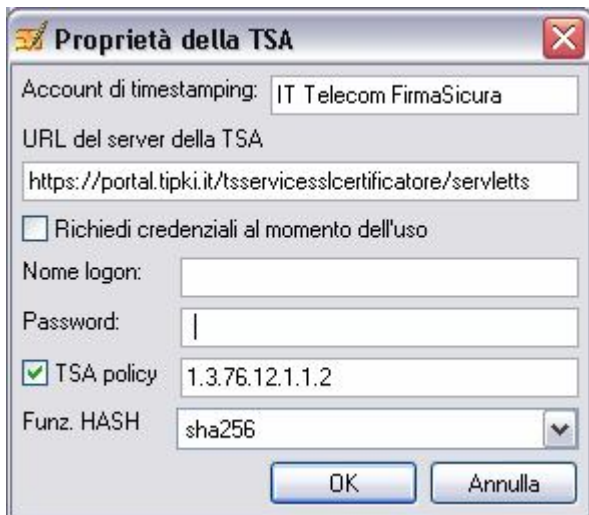 Proprietà della TSA
Account di timestamping: IT Telecom FirmaSicura
URL del server della TSA
https://portal.tipki.it/tsservicesslcertificatore/servletts
Richiedi credenziali al momento dell'uso
Nome logon:
Password:
TSA policy 1.3.76.12.1.1.2
Funz. HASH sha256
OK Annulla